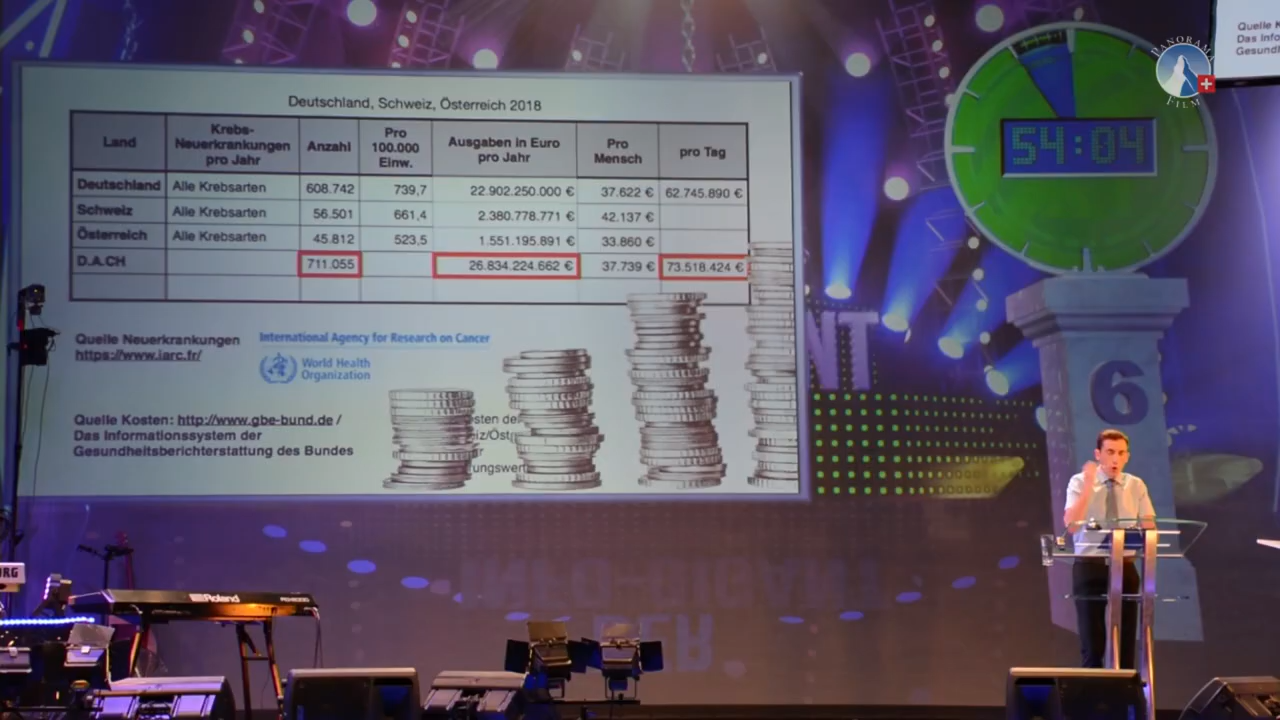 Deutschland, Schweiz, Österreich 2018
Land Krebs-Neuerkrankungen pro Jahr Anzahl Pro 100.000 Einw. Ausgaben in Euro pro Jahr Pro Mensch pro Tag
Deutschland Alle Krebsarten 608.742 739,7 22.902.250.000 € 37.622 € 62.745.890 €
Schweiz Alle Krebsarten 56.501 661,4 2.380.778.771 € 42.137 €
Österreich Alle Krebsarten 45.812 523,5 1.551.195.891 € 33.860 €
D.A.CH 711.055 26.834.224.662 € 37.739 € 73.518.424 €
Quelle Neuerkrankungen
https://www.iarc.fr/
International Agency for Research on Cancer
World Health
Organization
Quelle Kosten: http://www.gbe-bund.de /
Das Informationssystem der
Gesundheitsberichterstattung des Bundes
54:04
PANORAMA
FILM
6
Roland